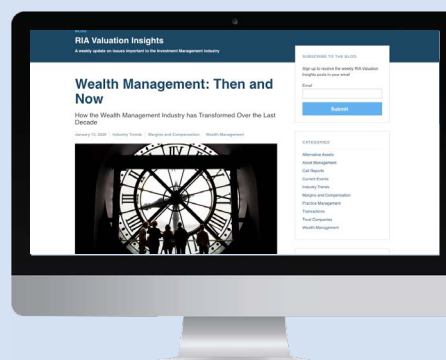 BLOG
RIA Valuation Insights
A weekly update on issues important to the Investment Management Industry
Wealth Management: Then and
Now
How the Wealth Management Industry has Transformed Over the Last
Decade
January 13, 2020 Industry Trends Margins and Compensation Wealth Management
SUBSCRIBE TO THE BLOG
Sign up to receive the weekly RIA Valuation
Insights posts in your email
Email
Submit
CATEGORIES
Alternative Assets
Asset Management
Call Reports
Current Events
Industry Trends
Margins and Compensation
Practice Management
Transactions
Trust Companies
Wealth Management